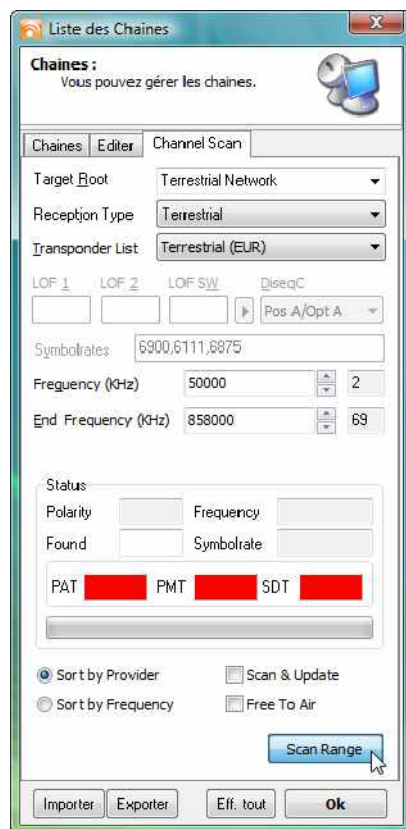 Liste des Chaines
Chaines :
Vous pouvez gérer les chaines.
Chaines Editer Channel Scan
Target Root Terrestrial Network
Reception Type Terrestrial
Transponder List Terrestrial (EUR)
LOF 1 LOF 2 LOF SW DiseqC
Pos A/Opt A
Symbolrates 6900,6111,6875
Frequency (KHz) 50000 2
End Frequency (KHz) 858000 69
Status
Polarity Frequency
Found Symbolrate
PAT PMT SDT
Sort by Provider Scan & Update
Sort by Frequency Free To Air
Scan Range
Importer Exporter Eff. tout Ok